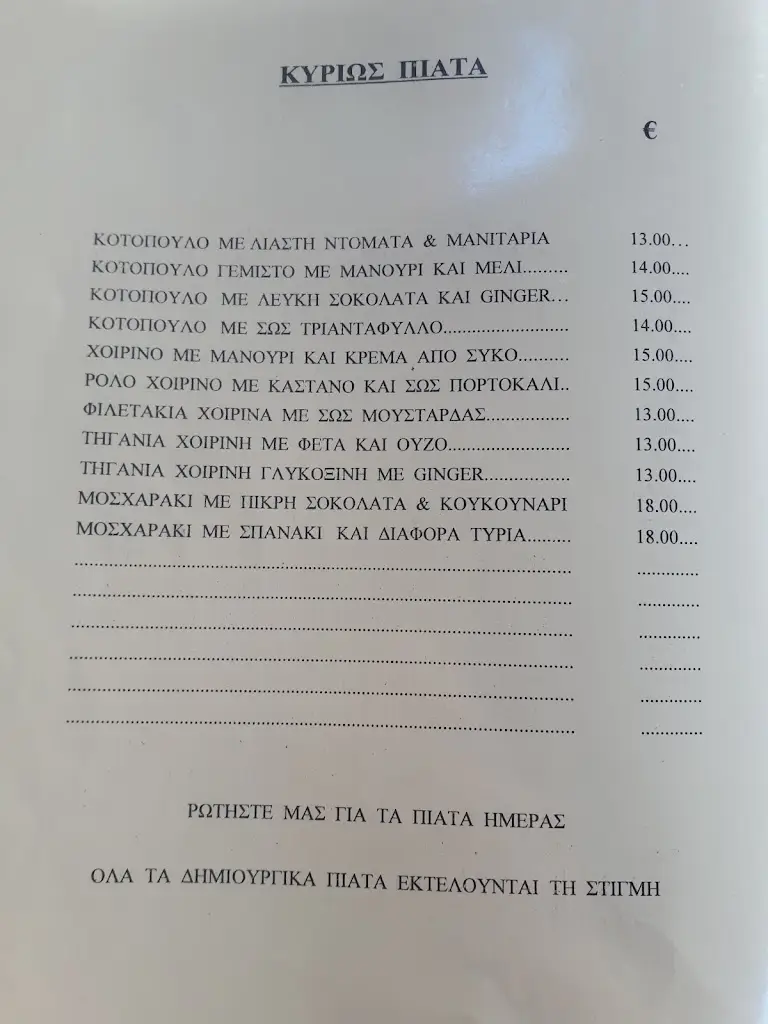 ΚΥΡΙΩΣ ΠΙΑΤΑ
€
ΚΟΤΟΠΟΥΛΟ ΜΕ ΛΙΑΣΤΗ ΝΤΟΜΑΤΑ & ΜΑΝΙΤΑΡΙΑ 13.00...
ΚΟΤΟΠΟΥΛΟ ΓΕΜΙΣΤΟ ΜΕ ΜΑΝΟΥΡΙ ΚΑΙ ΜΕΛΙ......... 14.00....
ΚΟΤΟΠΟΥΛΟ ΜΕ ΛΕΥΚΗ ΣΟΚΟΛΑΤΑ ΚΑΙ GINGER... 15.00....
ΚΟΤΟΠΟΥΛΟ ΜΕ ΣΩΣ ΤΡΙΑΝΤΑΦΥΛΛΟ......................... 14.00....
ΧΟΙΡΙΝΟ ΜΕ ΜΑΝΟΥΡΙ ΚΑΙ ΚΡΕΜΑ ΑΠΟ ΣΥΚΟ.......... 15.00....
ΡΟΛΟ ΧΟΙΡΙΝΟ ΜΕ ΚΑΣΤΑΝΟ ΚΑΙ ΣΩΣ ΠΟΡΤΟΚΑΛΙ.. 15.00....
ΦΙΛΕΤΑΚΙΑ ΧΟΙΡΙΝΑ ΜΕ ΣΩΣ ΜΟΥΣΤΑΡΔΑΣ................. 13.00....
ΤΗΓΑΝΙΑ ΧΟΙΡΙΝΗ ΜΕ ΦΕΤΑ ΚΑΙ ΟΥΖΟ......................... 13.00....
ΤΗΓΑΝΙΑ ΧΟΙΡΙΝΗ ΓΛΥΚΟΞΙΝΗ ΜΕ GINGER................. 13.00....
ΜΟΣΧΑΡΑΚΙ ΜΕ ΠΙΚΡΗ ΣΟΚΟΛΑΤΑ & ΚΟΥΚΟΥΝΑΡΙ 18.00....
ΜΟΣΧΑΡΑΚΙ ΜΕ ΣΠΑΝΑΚΙ ΚΑΙ ΔΙΑΦΟΡΑ ΤΥΡΙΑ......... 18.00....
ΡΩΤΗΣΤΕ ΜΑΣ ΓΙΑ ΤΑ ΠΙΑΤΑ ΗΜΕΡΑΣ
ΟΛΑ ΤΑ ΔΗΜΙΟΥΡΓΙΚΑ ΠΙΑΤΑ ΕΚΤΕΛΟΥΝΤΑΙ ΤΗ ΣΤΙΓΜΗ